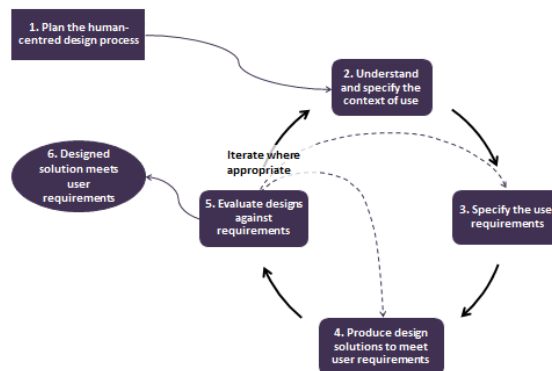 1. Plan the human-
centred design process
2. Understand
and specify the
context of use
Iterate where
appropriate
6. Designed
solution meets
user
requirements
5. Evaluate designs
against
requirements
3. Specify the user
requirements
4. Produce design
solutions to meet
user requirements